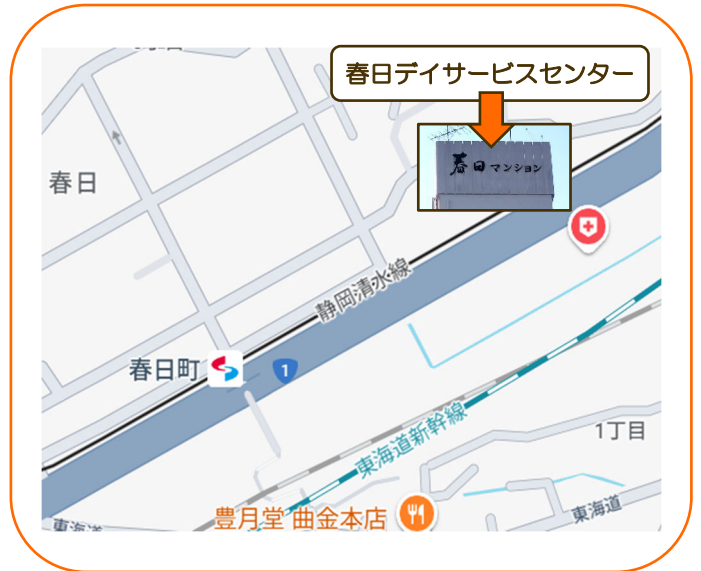 春日デイサービスセンター
春日マンション
春日
静岡清水線
春日町
1
東海道新幹線
1丁目
豊月堂 曲金本店
東海道
東海道